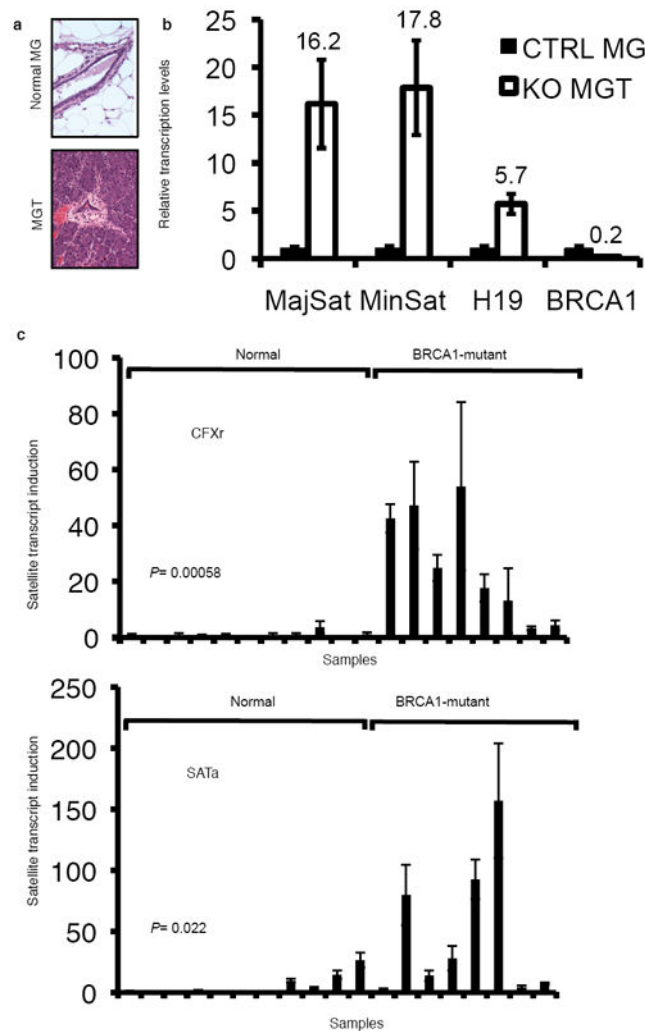 a
Normal MG
MGT
b
Relative transcription levels
25
20
15
10
5
0
16.2
17.8
5.7
0.2
CTRL MG
KO MGT
MajSat MinSat H19 BRCA1
c
Satellite transcript induction
100
80
60
40
20
0
Normal
BRCA1-mutant
CFXr
P= 0.00058
Samples
Satellite transcript induction
250
200
150
100
50
0
Normal
BRCA1-mutant
SATa
P= 0.022
Samples